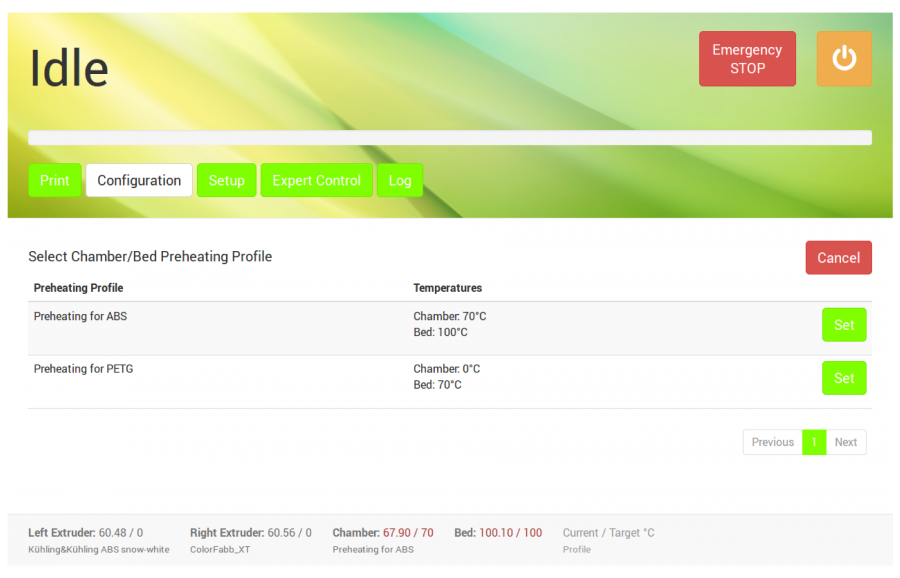 Idle
Emergency
STOP
Print Configuration Setup Expert Control Log
Select Chamber/Bed Preheating Profile Cancel
Preheating Profile Temperatures
Preheating for ABS Chamber: 70°C
Bed: 100°C
Set
Preheating for PETG Chamber: 0°C
Bed: 70°C
Set
Previous 1 Next
Left Extruder: 60.48 / 0 Right Extruder: 60.56 / 0 Chamber: 67.90 / 70 Bed: 100.10 / 100 Current / Target °C
Kühling&Kühling ABS snow-white ColorFabb_XT Preheating for ABS Profile